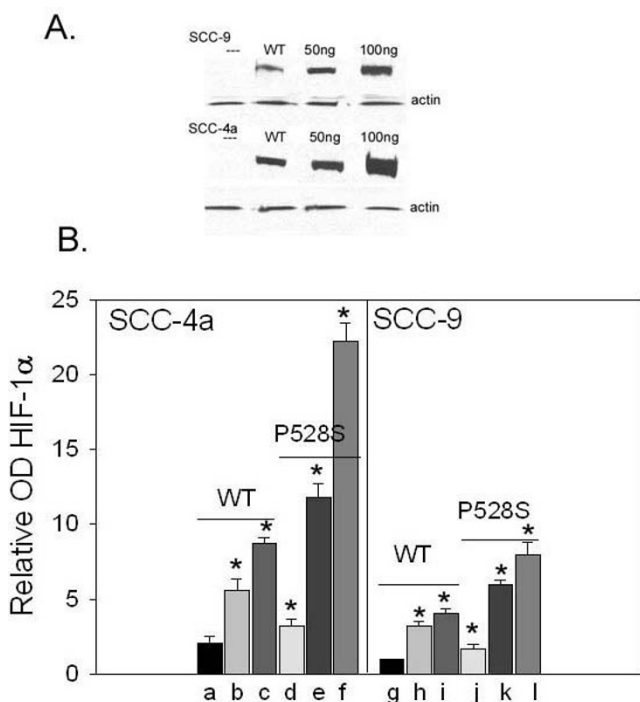 A.
SCC-9
--- WT 50ng 100ng
actin
SCC-4a
--- WT 50ng 100ng
actin
B.
Relative OD HIF-1α
25
20
15
10
5
0
SCC-4a
SCC-9
*
P528S
*
WT
*
*
*
P528S
*
WT
*
*
*
*
a b c d e f g h i j k l